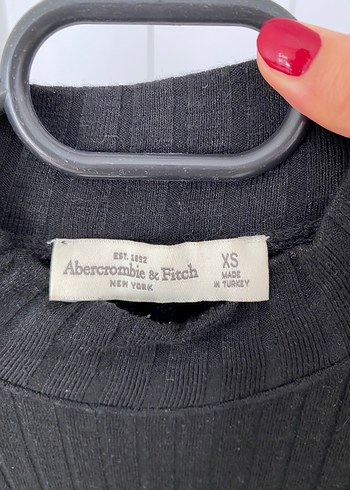 EST. 1892
Abercrombie & Fitch
NEW YORK
XS
MADE
IN TURKEY